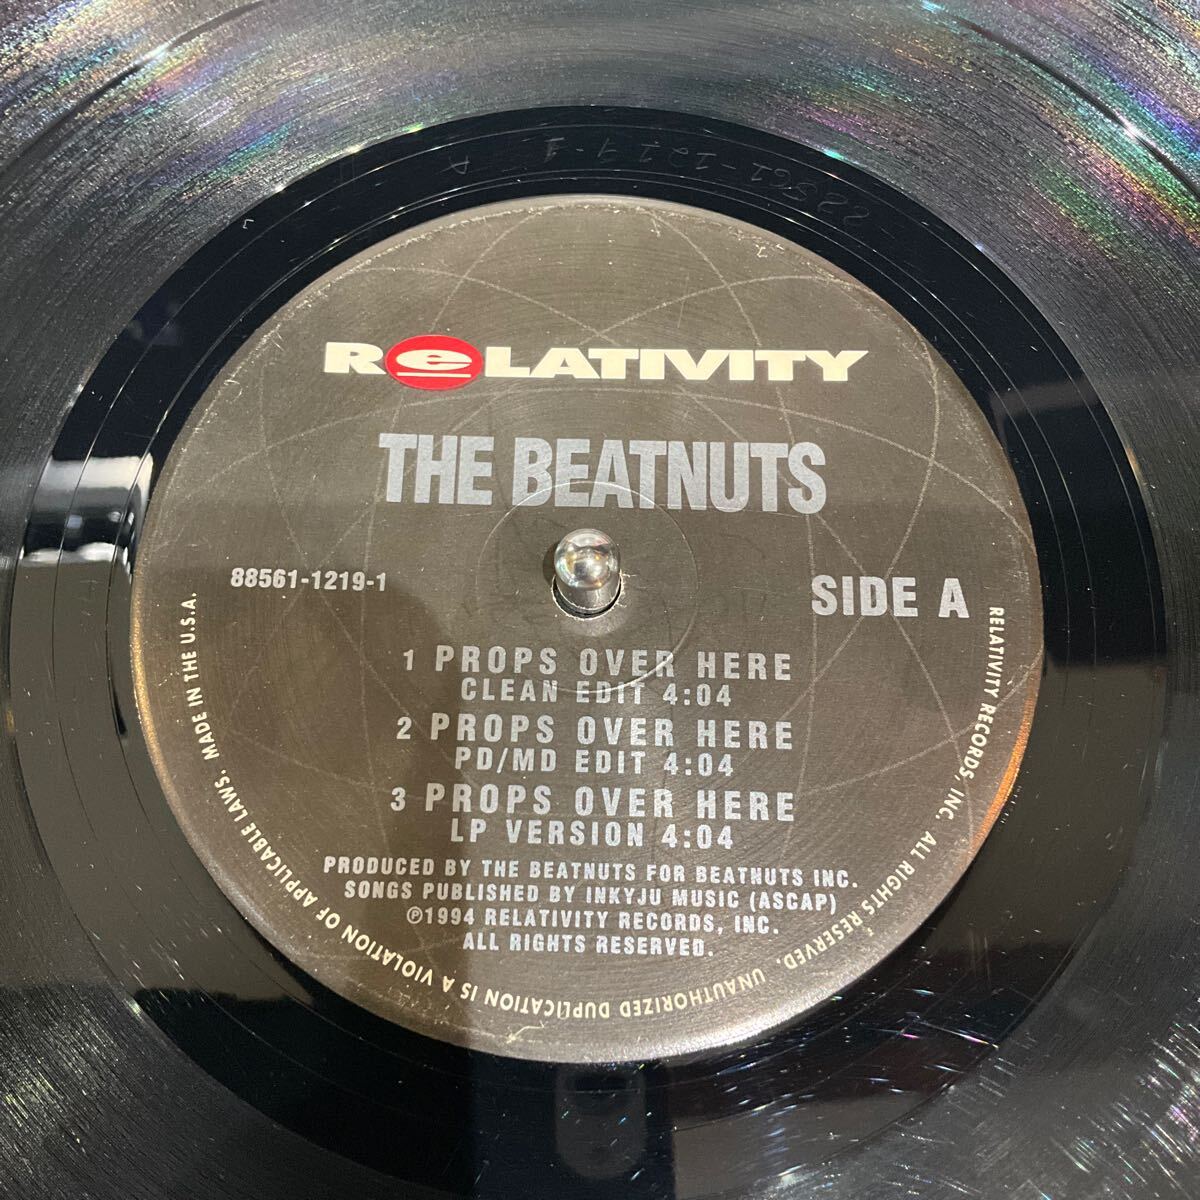 88561-1219-1 A
ReLATIVITY
THE BEATNUTS
88561-1219-1
SIDE A
1 PROPS OVER HERE
CLEAN EDIT 4:04
2 PROPS OVER HERE
PD/MD EDIT 4:04
3 PROPS OVER HERE
LP VERSION 4:04
PRODUCED BY THE BEATNUTS FOR BEATNUTS INC.
SONGS PUBLISHED BY INKYJU MUSIC (ASCAP)
℗1994 RELATIVITY RECORDS, INC.
ALL RIGHTS RESERVED.
RELATIVITY RECORDS, INC. ALL RIGHTS RESERVED. UNAUTHORIZED DUPLICATION IS A VIOLATION OF APPLICABLE LAWS. MADE IN THE U.S.A.